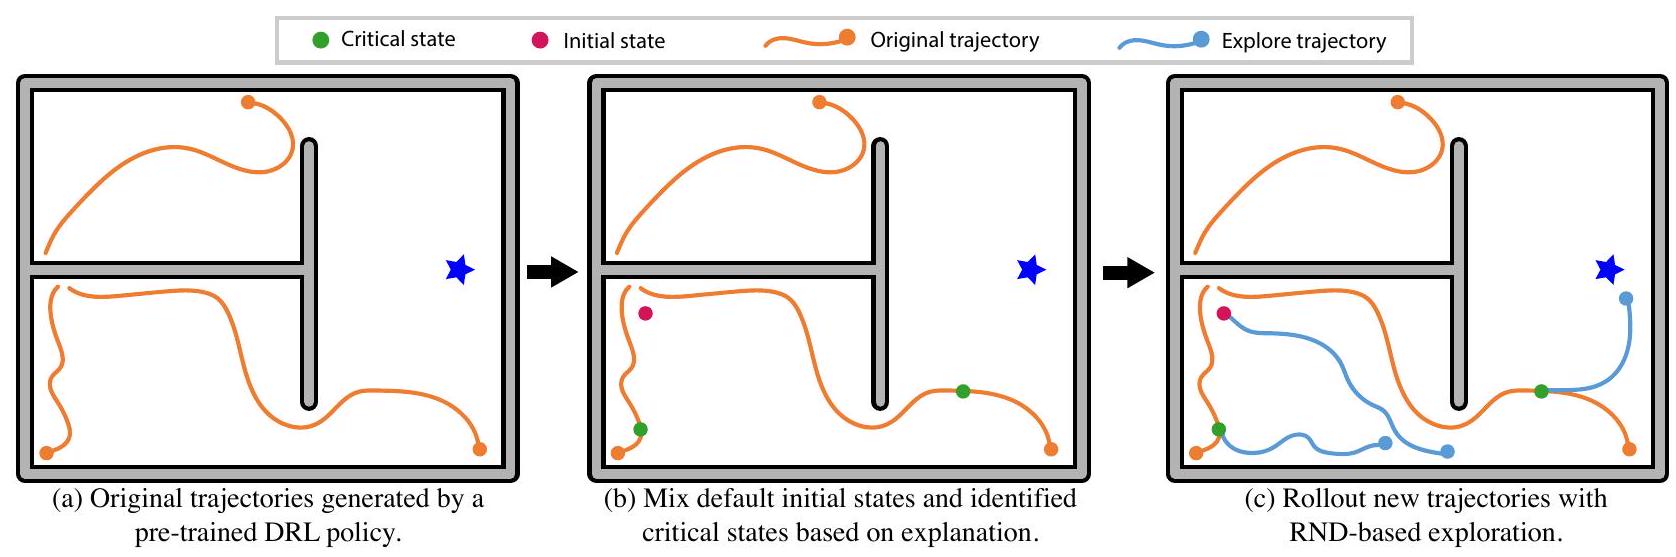 Critical state
Initial state
Original trajectory
Explore trajectory
(a) Original trajectories generated by a
pre-trained DRL policy.
(b) Mix default initial states and identified
critical states based on explanation.
(c) Rollout new trajectories with
RND-based exploration.